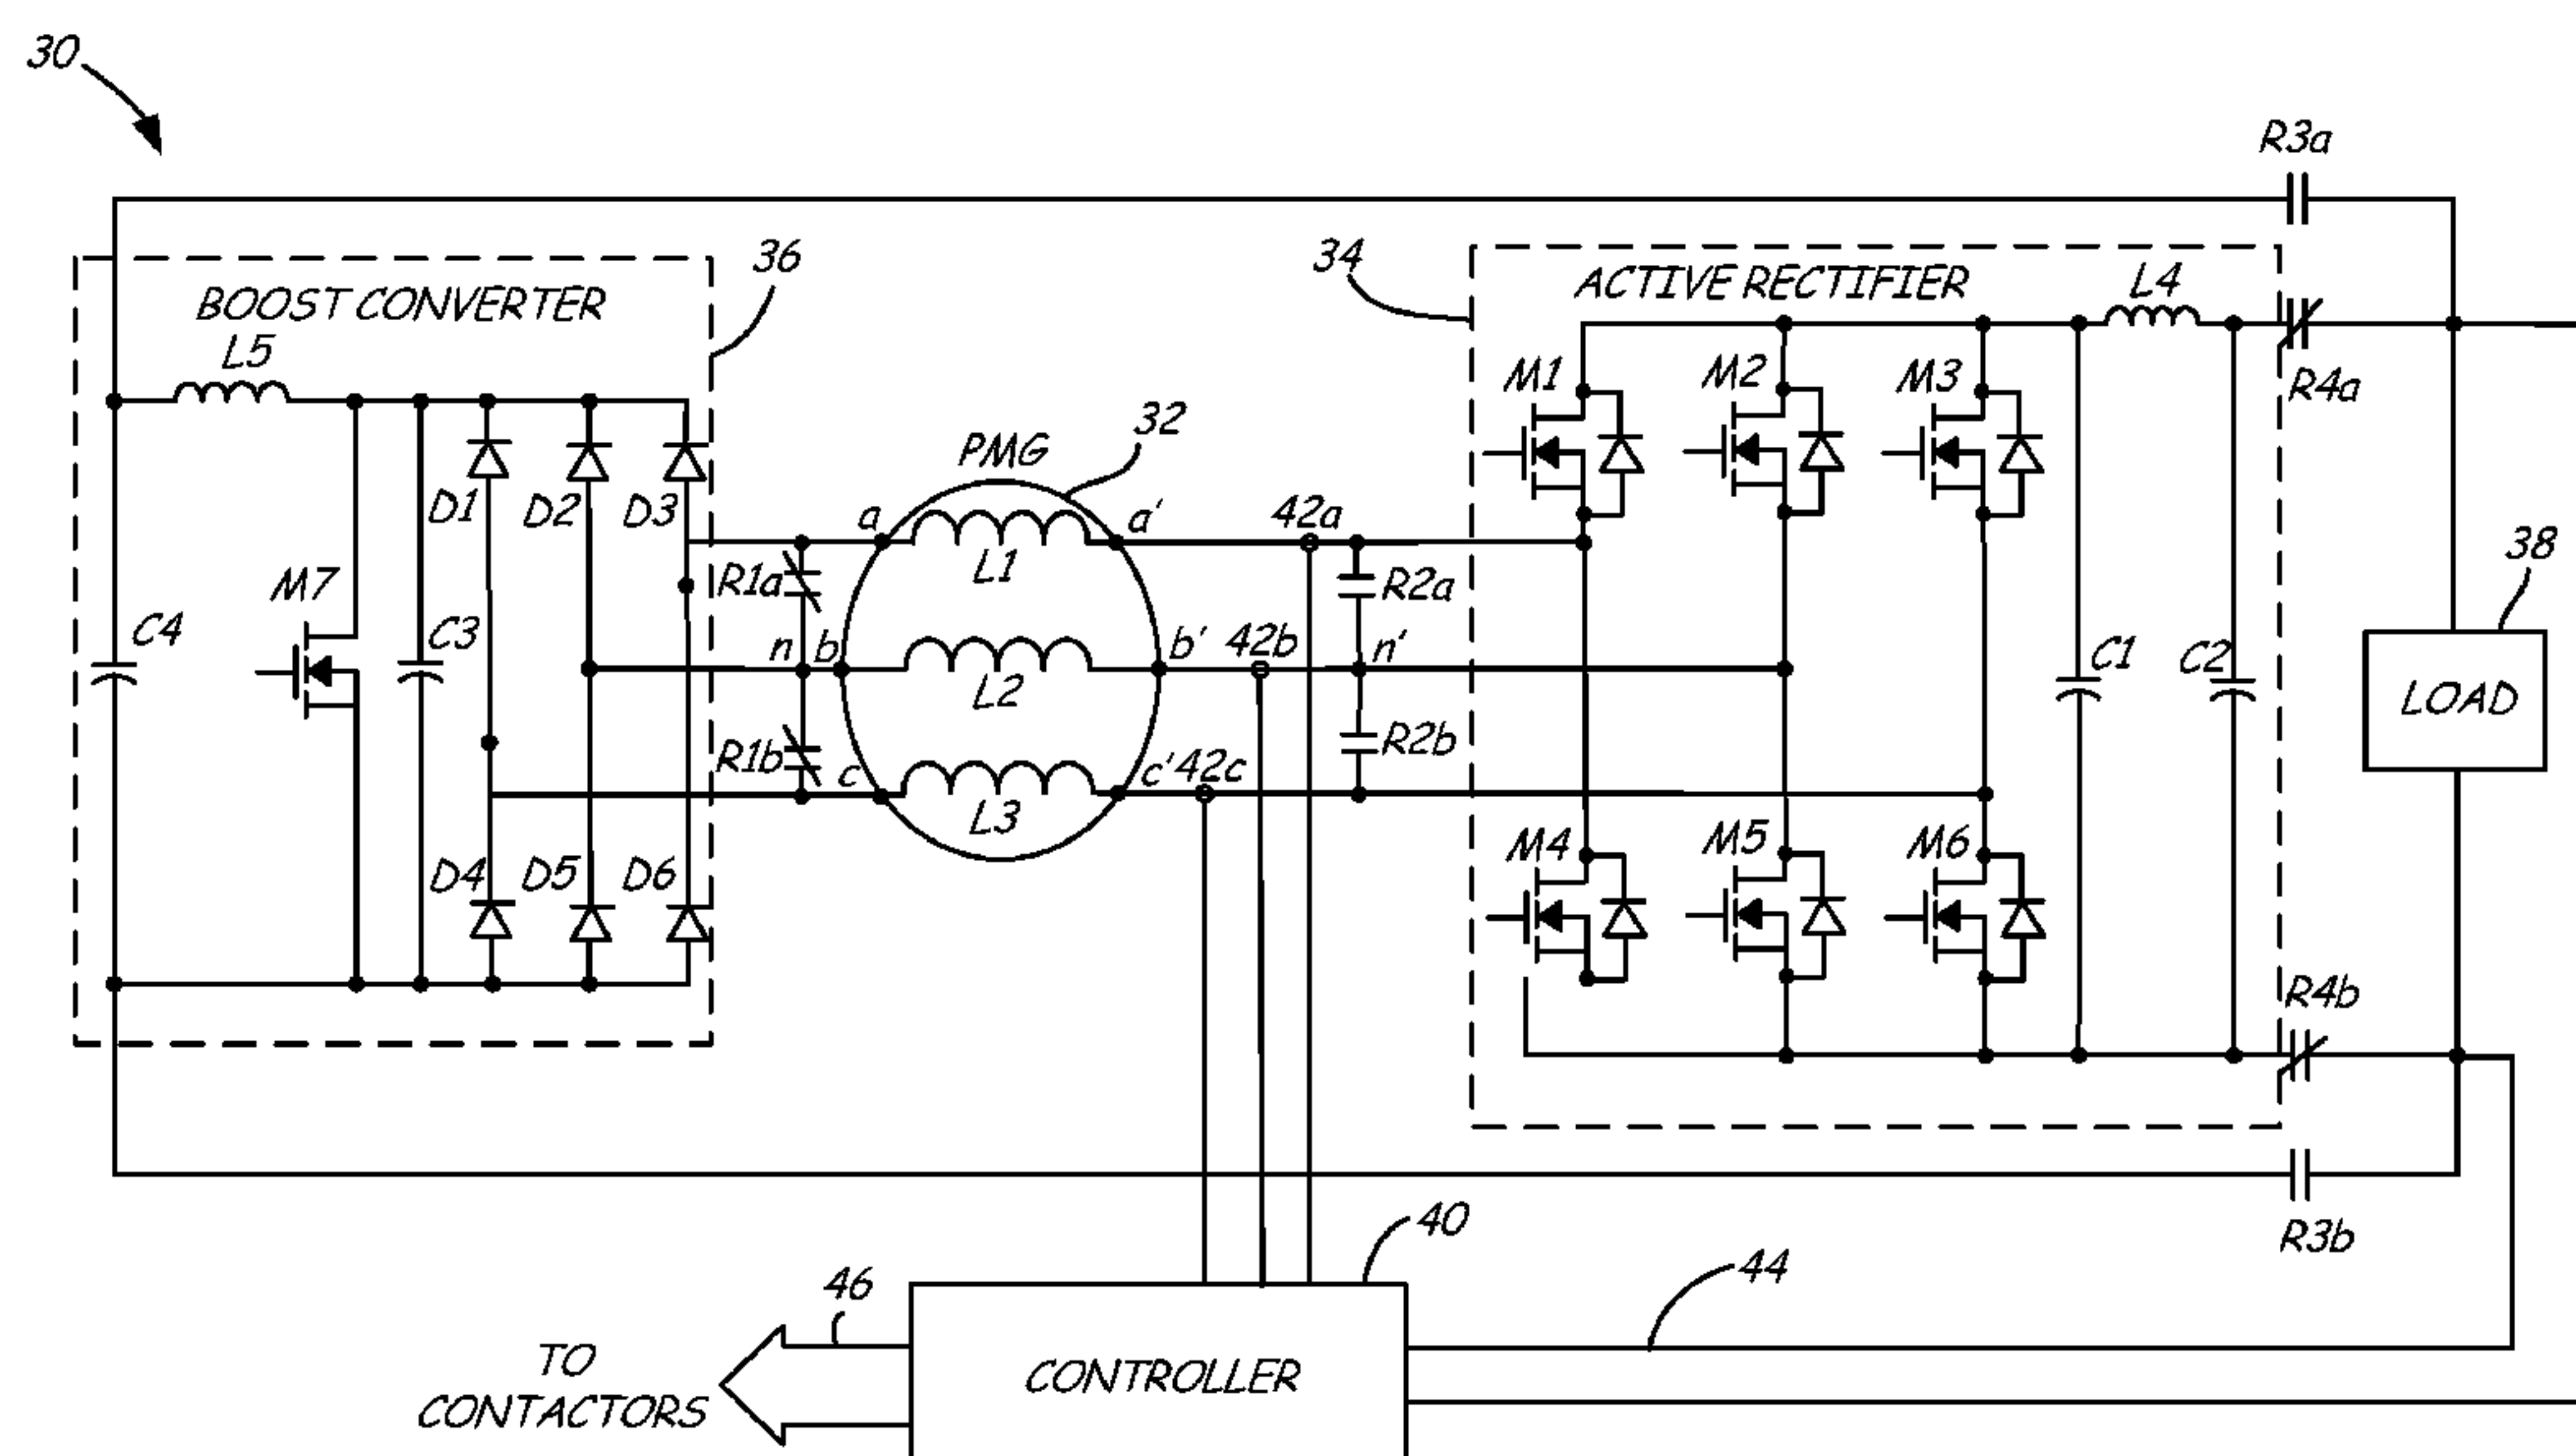 30
R3a
36
34
BOOST CONVERTER
ACTIVE RECTIFIER
L4
L5
M1
M2
M3
R4a
PMG
32
D1
D2
D3
a
a'
42a
38
L1
R1a
R2a
M7
C4
C3
n
b
b'
42b
n'
C1
C2
LOAD
L2
R1b
R2b
c
c'
42c
L3
M4
M5
M6
D4
D5
D6
R4b
R3b
40
46
44
TO
CONTACTORS
CONTROLLER